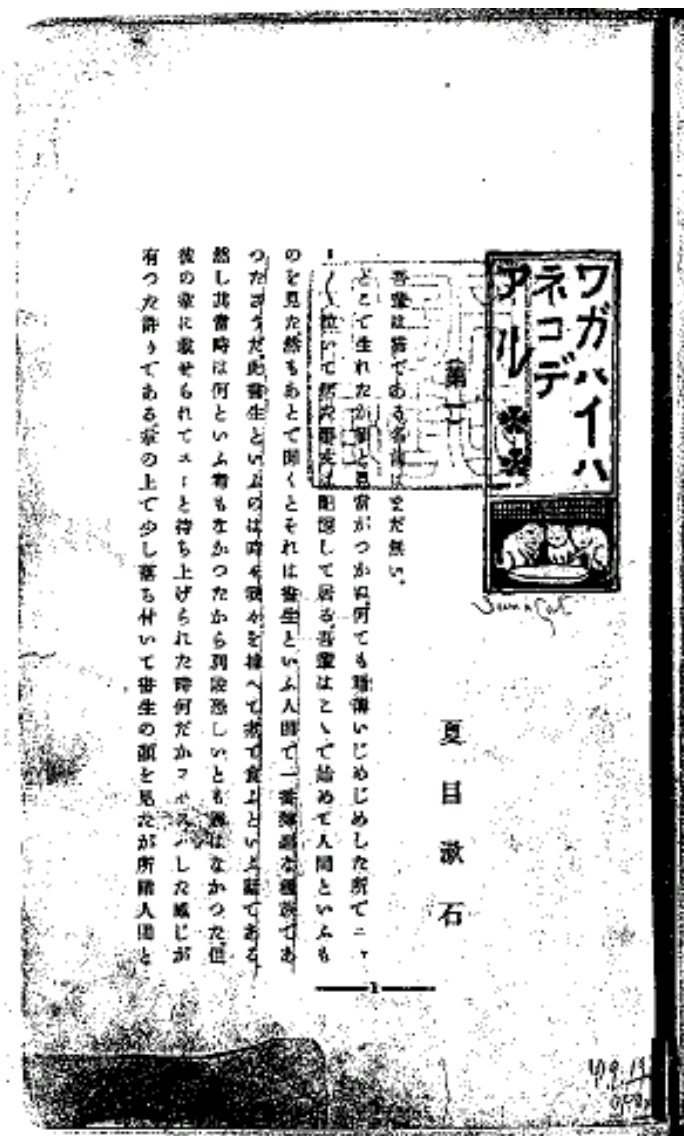 ワガハイハ
ネコデ
アル
(第一)
夏目漱石
吾輩は猫である名前はまだ無い。
どこで生れたか頓と見當がつかぬ何ても暗薄いじめじめした所でニャ
ー〱泣いて居た事丈は記憶して居る吾輩はこゝで始めて人間といふも
のを見た然もあとで聞くとそれは書生といふ人間で一番獰惡な種族であ
つたさうだ此書生といふのは時々我々を捕へて煮て食ふといふ話である
然し其當時は何といふ考もなかつたから別段恐しいとも思はなかつた但
彼の掌に載せられてスーと持ち上げられた時何だかフハフハした感じが
有つた許りである掌の上で少し落ち付いて書生の顔を見たが所謂人間と
1